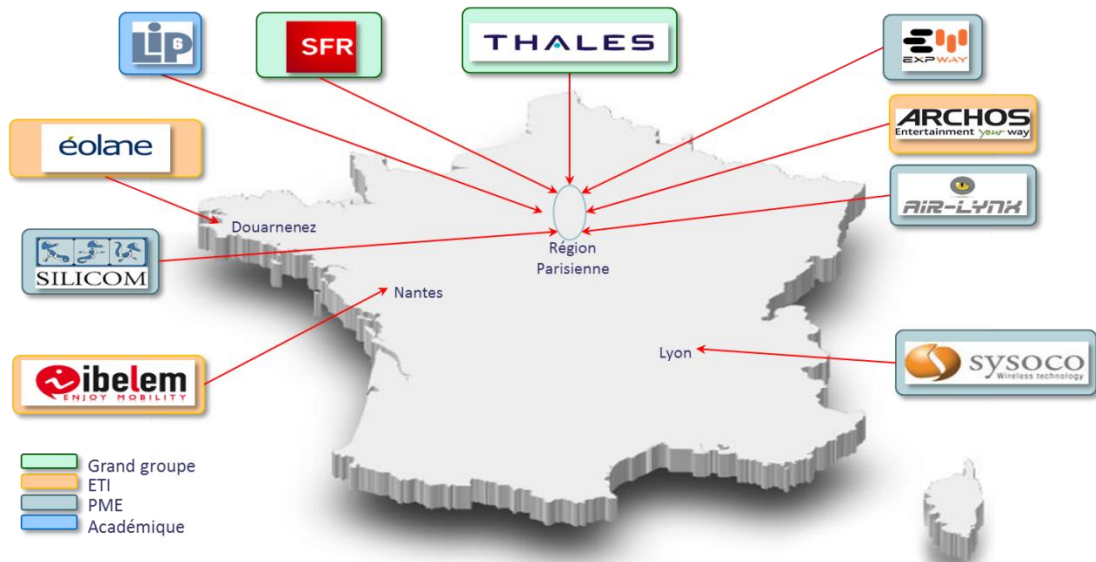 LiP6
SFR
THALES
EXPWAY
ARCHOS
Entertainment your way
éolane
AiR-LYNX
Douarnenez
SILICOM
Région
Parisienne
Nantes
Lyon
sysoco
Wireless technology
ibelem
ENJOY MOBILITY
Grand groupe
ETI
PME
Académique